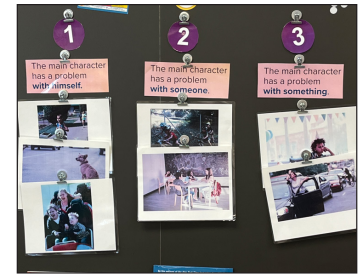 1
The main character
has a problem
with himself.
2
The main character
has a problem
with someone.
3
The main character
has a problem
with something.